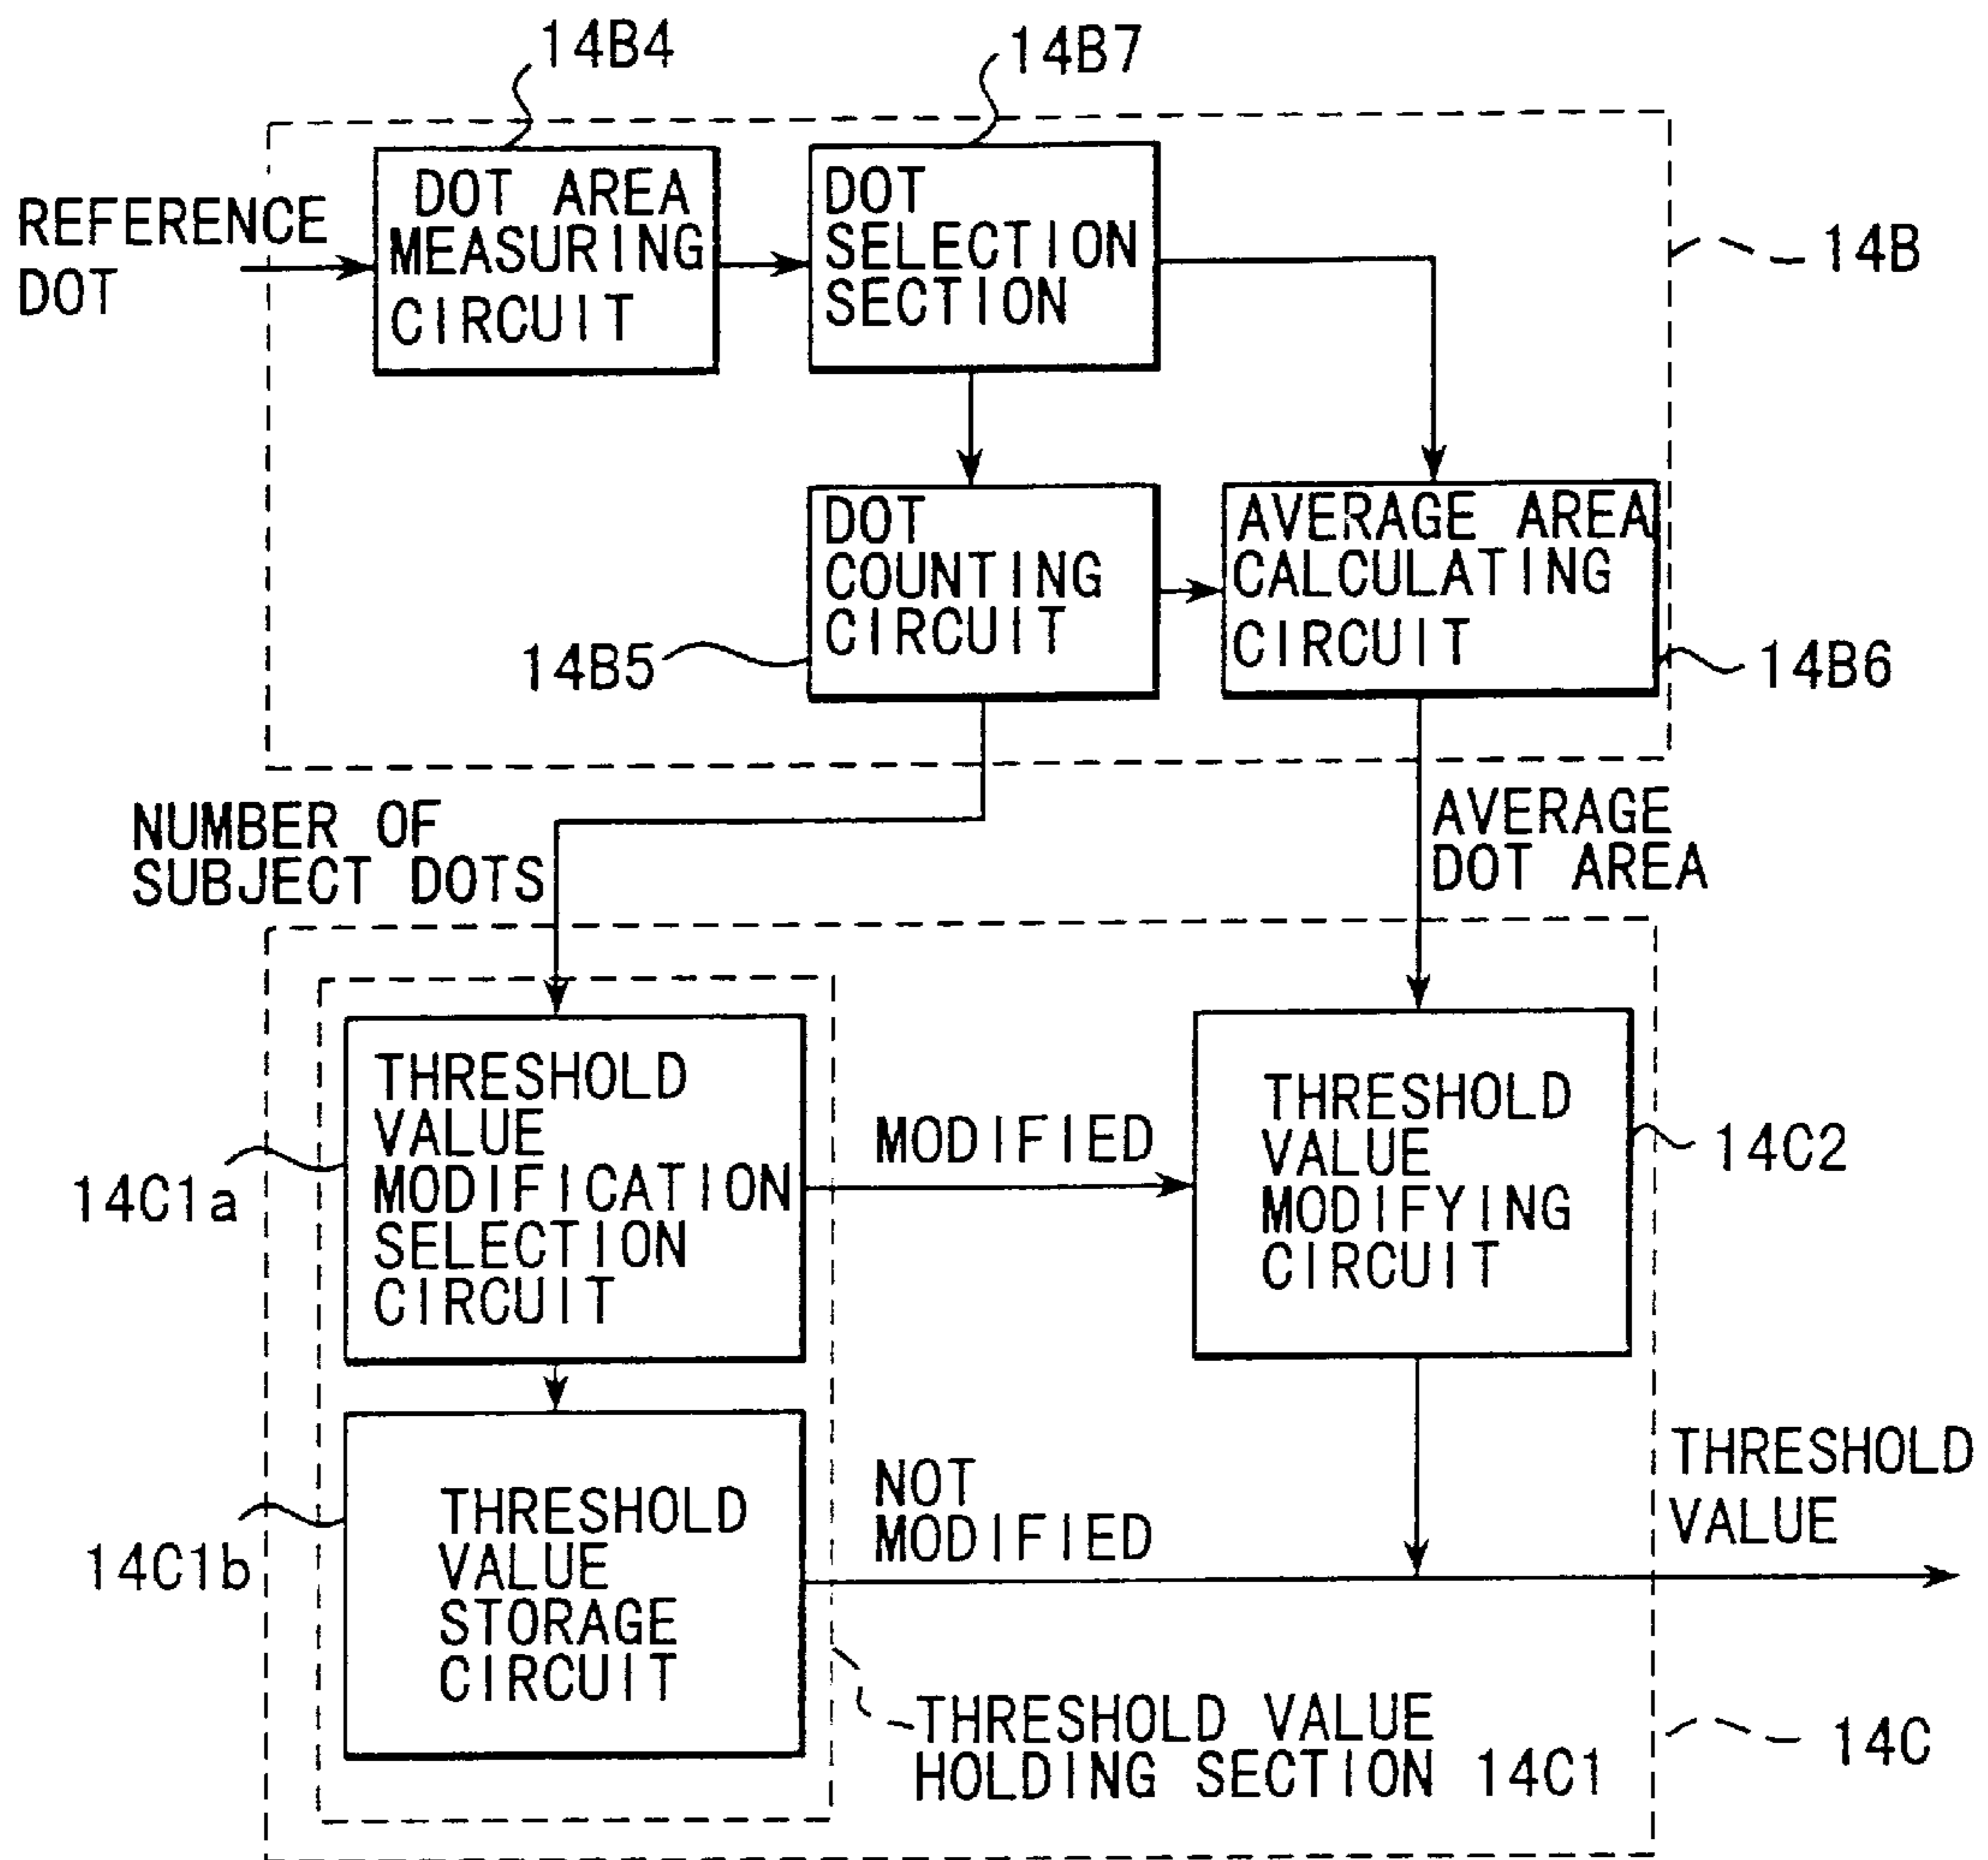 14B4
14B7
REFERENCE
DOT
DOT AREA
MEASURING
CIRCUIT
DOT
SELECTION
SECTION
14B
DOT
COUNTING
CIRCUIT
AVERAGE AREA
CALCULATING
CIRCUIT
14B5
14B6
NUMBER OF
SUBJECT DOTS
AVERAGE
DOT AREA
THRESHOLD
VALUE
MODIFICATION
SELECTION
CIRCUIT
14C1a
MODIFIED
THRESHOLD
VALUE
MODIFYING
CIRCUIT
14C2
THRESHOLD
VALUE
STORAGE
CIRCUIT
14C1b
NOT
MODIFIED
THRESHOLD
VALUE
THRESHOLD VALUE
HOLDING SECTION 14C1
14C